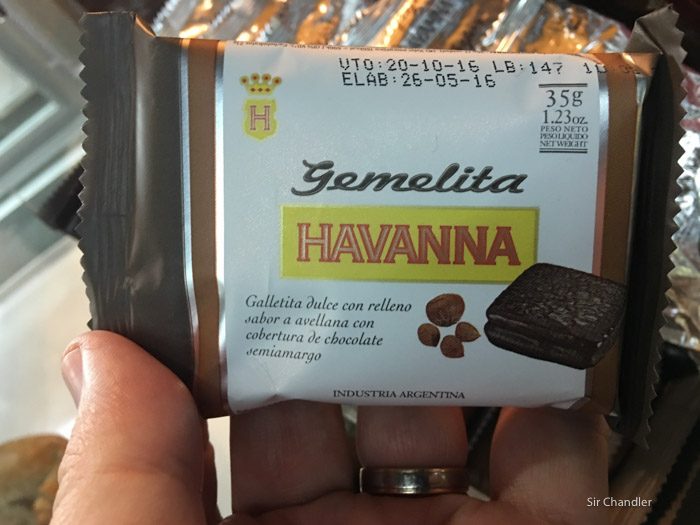 VTO:20-10-16 LB:147
ELAB:26-05-16
H
35g
1.23oz.
PESO NETO
PESO LIQUIDO
NET WEIGHT
Gemelita
HAVANNA
Galletita dulce con relleno
sabor a avellana con
cobertura de chocolate
semiamargo
INDUSTRIA ARGENTINA
Sir Chandler